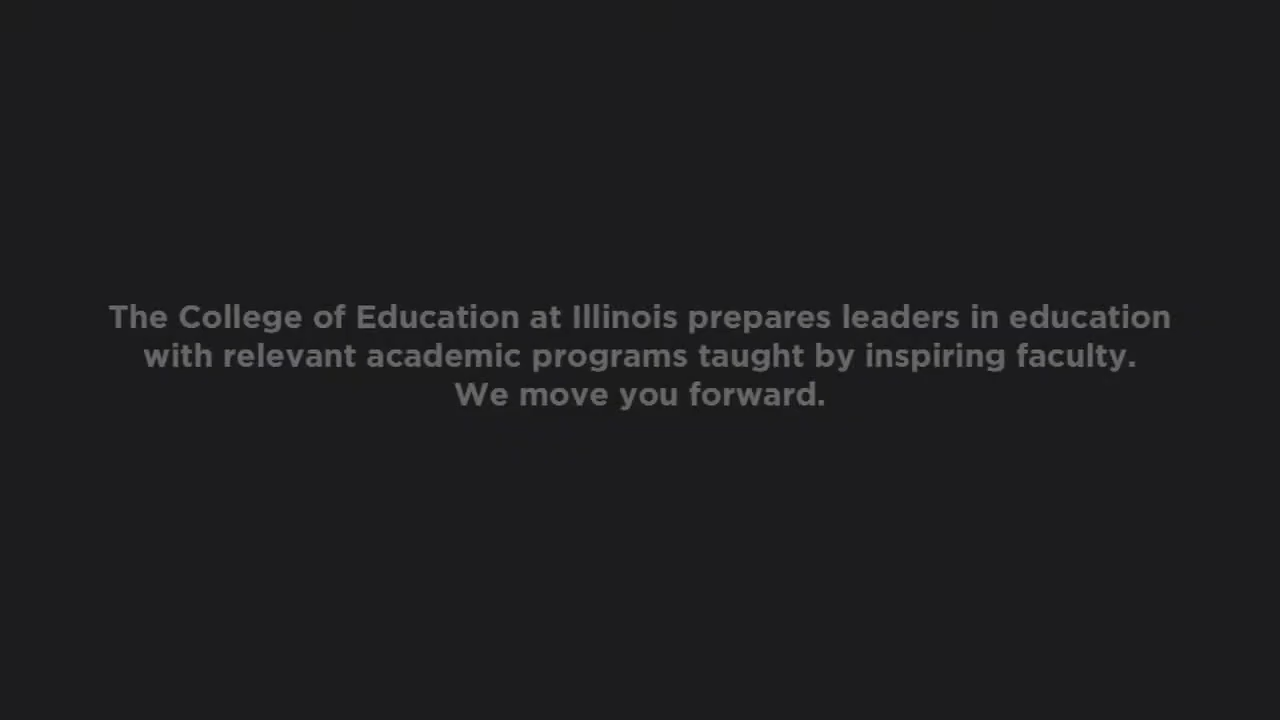 The College of Education at Illinois prepares leaders in education
with relevant academic programs taught by inspiring faculty.
We move you forward.